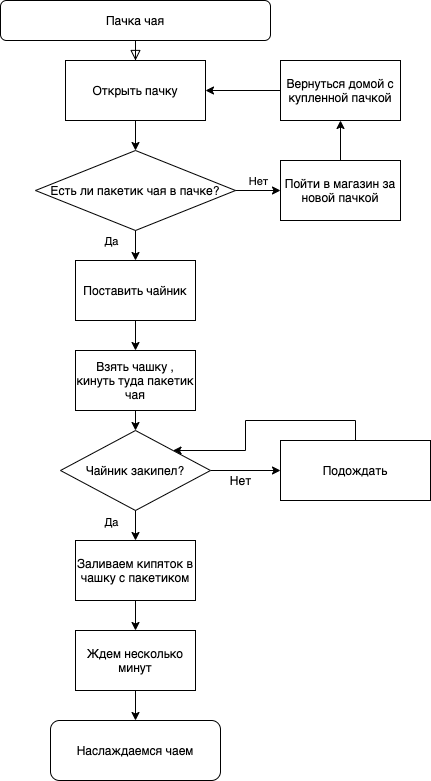 Пачка чая
Открыть пачку
Вернуться домой с
купленной пачкой
Есть ли пакетик чая в пачке?
Нет
Пойти в магазин за
новой пачкой
Да
Поставить чайник
Взять чашку ,
кинуть туда пакетик
чая
Чайник закипел?
Нет
Подождать
Да
Заливаем кипяток в
чашку с пакетиком
Ждем несколько
минут
Наслаждаемся чаем